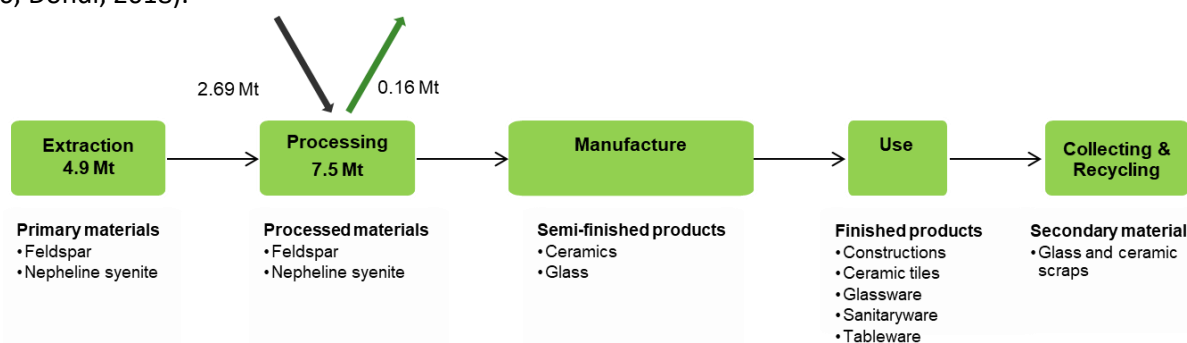 2.69 Mt
0.16 Mt
Extraction
4.9 Mt
Processing
7.5 Mt
Manufacture
Use
Collecting &
Recycling
Primary materials
•Feldspar
•Nepheline syenite
Processed materials
•Feldspar
•Nepheline syenite
Semi-finished products
•Ceramics
•Glass
Finished products
•Constructions
•Ceramic tiles
•Glassware
•Sanitaryware
•Tableware
Secondary material
•Glass and ceramic
scraps